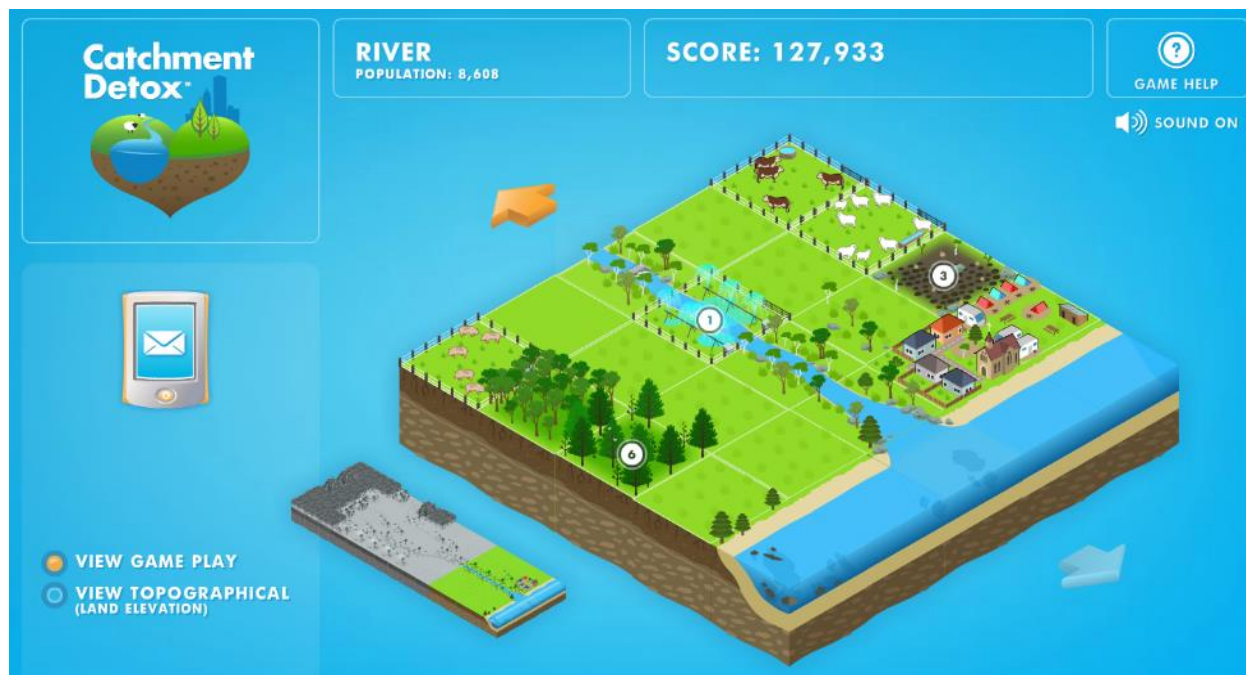 Catchment
Detox
RIVER
POPULATION: 8,608
SCORE: 127,933
?
GAME HELP
SOUND ON
3
1
6
VIEW GAME PLAY
VIEW TOPOGRAPHICAL
(LAND ELEVATION)